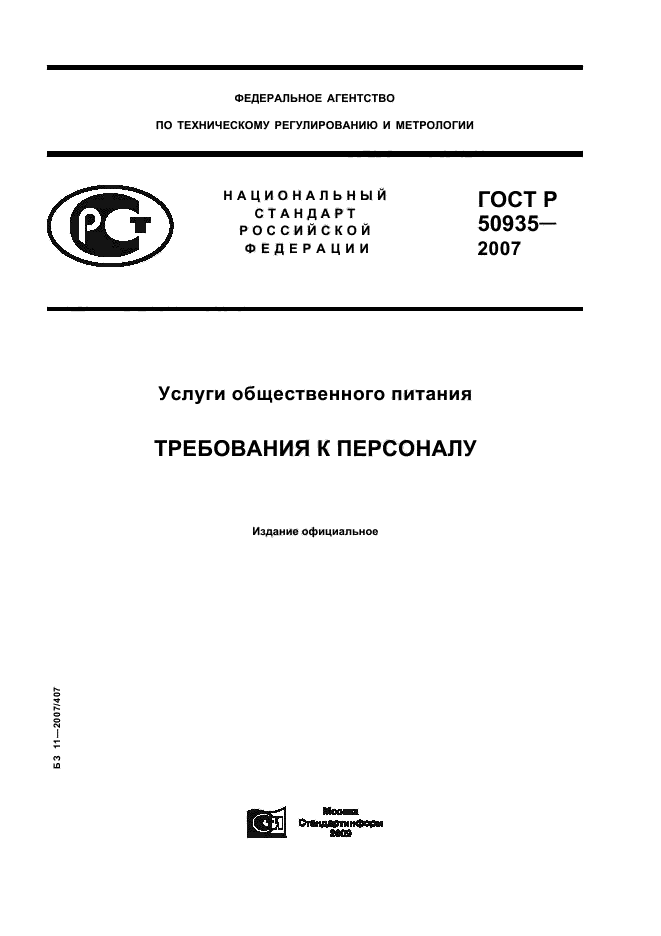 ФЕДЕРАЛЬНОЕ АГЕНТСТВО
ПО ТЕХНИЧЕСКОМУ РЕГУЛИРОВАНИЮ И МЕТРОЛОГИИ
РСТ
НАЦИОНАЛЬНЫЙ
СТАНДАРТ
РОССИЙСКОЙ
ФЕДЕРАЦИИ
ГОСТ Р
50935—
2007
Услуги общественного питания
ТРЕБОВАНИЯ К ПЕРСОНАЛУ
Издание официальное
БЗ 11—2007/407
Москва
Стандартинформ
2009